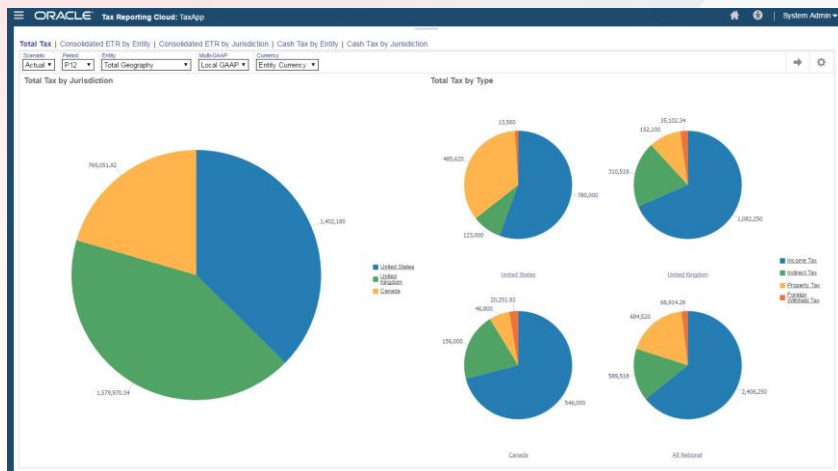 ORACLE Tax Reporting Cloud: TaxApp
System Admin
Total Tax | Consolidated ETR by Entity | Consolidated ETR by Jurisdiction | Cash Tax by Entity | Cash Tax by Jurisdiction
Scenario Period Entity Multi-GAAP Currency
Actual P12 Total Geography Local GAAP Entity Currency
Total Tax by Jurisdiction
769,051.92
1,402,180
1,579,970.34
United States
United
Kingdom
Canada
Total Tax by Type
13,560
485,620
780,000
123,000
United States
35,102.34
152,100
310,518
1,082,250
United Kingdom
20,251.92
46,800
156,000
546,000
Canada
68,914.26
684,520
589,518
2,408,250
All National
Income Tax
Indirect Tax
Property Tax
Foreign
Withheld Tax